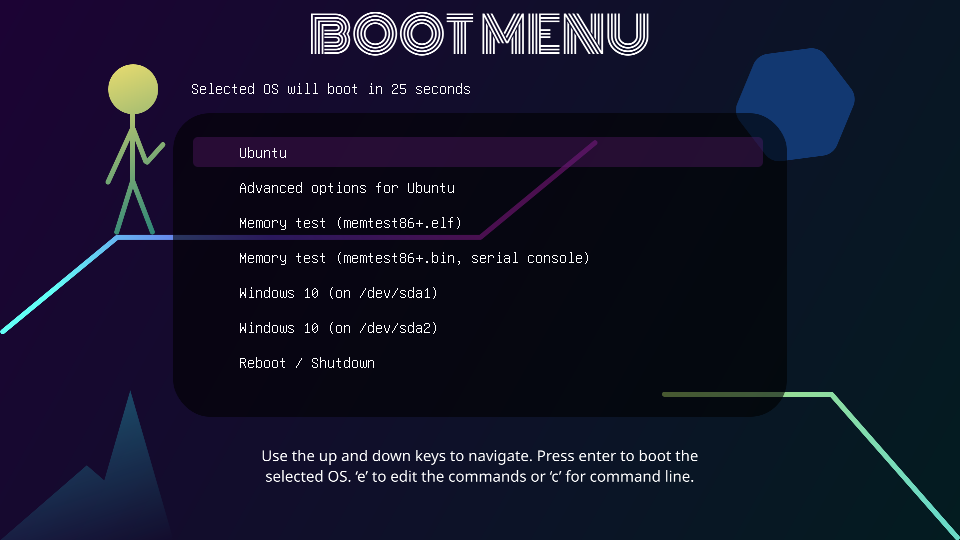 BOOTMENU
Selected OS will boot in 25 seconds
Ubuntu
Advanced options for Ubuntu
Memory test (memtest86+.elf)
Memory test (memtest86+.bin, serial console)
Windows 10 (on /dev/sda1)
Windows 10 (on /dev/sda2)
Reboot / Shutdown
Use the up and down keys to navigate. Press enter to boot the
selected OS. ‘e’ to edit the commands or ‘c’ for command line.